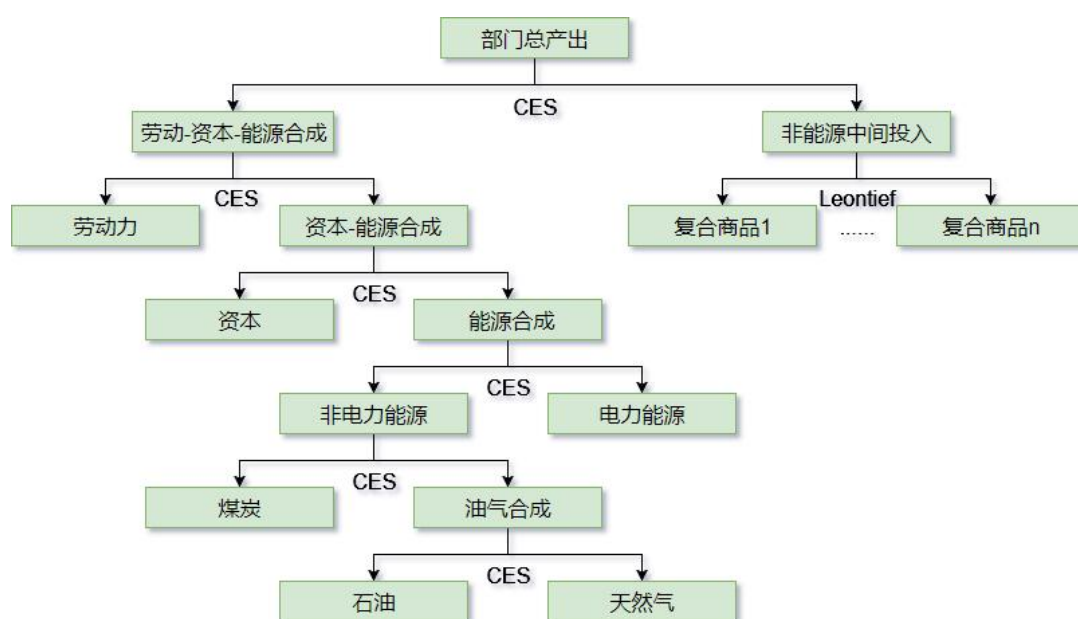 部门总产出
CES
劳动-资本-能源合成
非能源中间投入
CES
Leontief
劳动力
资本-能源合成
复合商品1
......
复合商品n
CES
资本
能源合成
CES
非电力能源
电力能源
CES
煤炭
油气合成
CES
石油
天然气